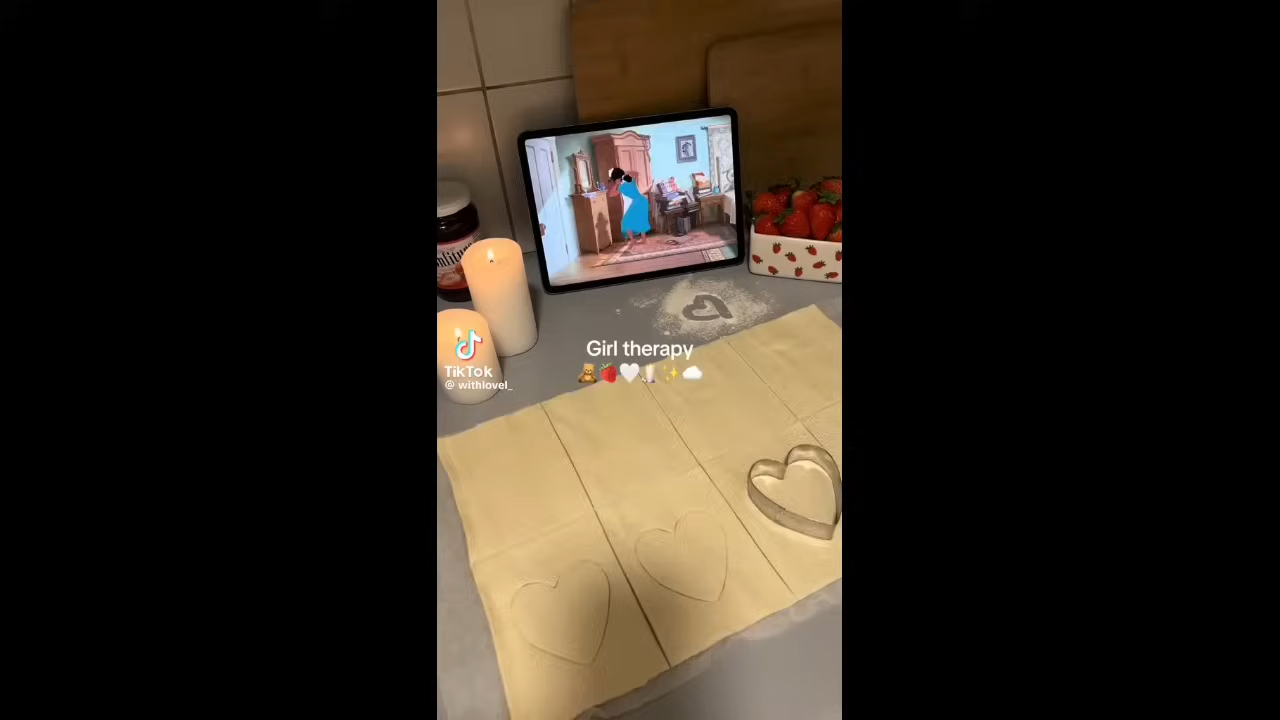 Girl therapy
🧸🍓🤍🕯️✨☁️
TikTok
@ withlovel_